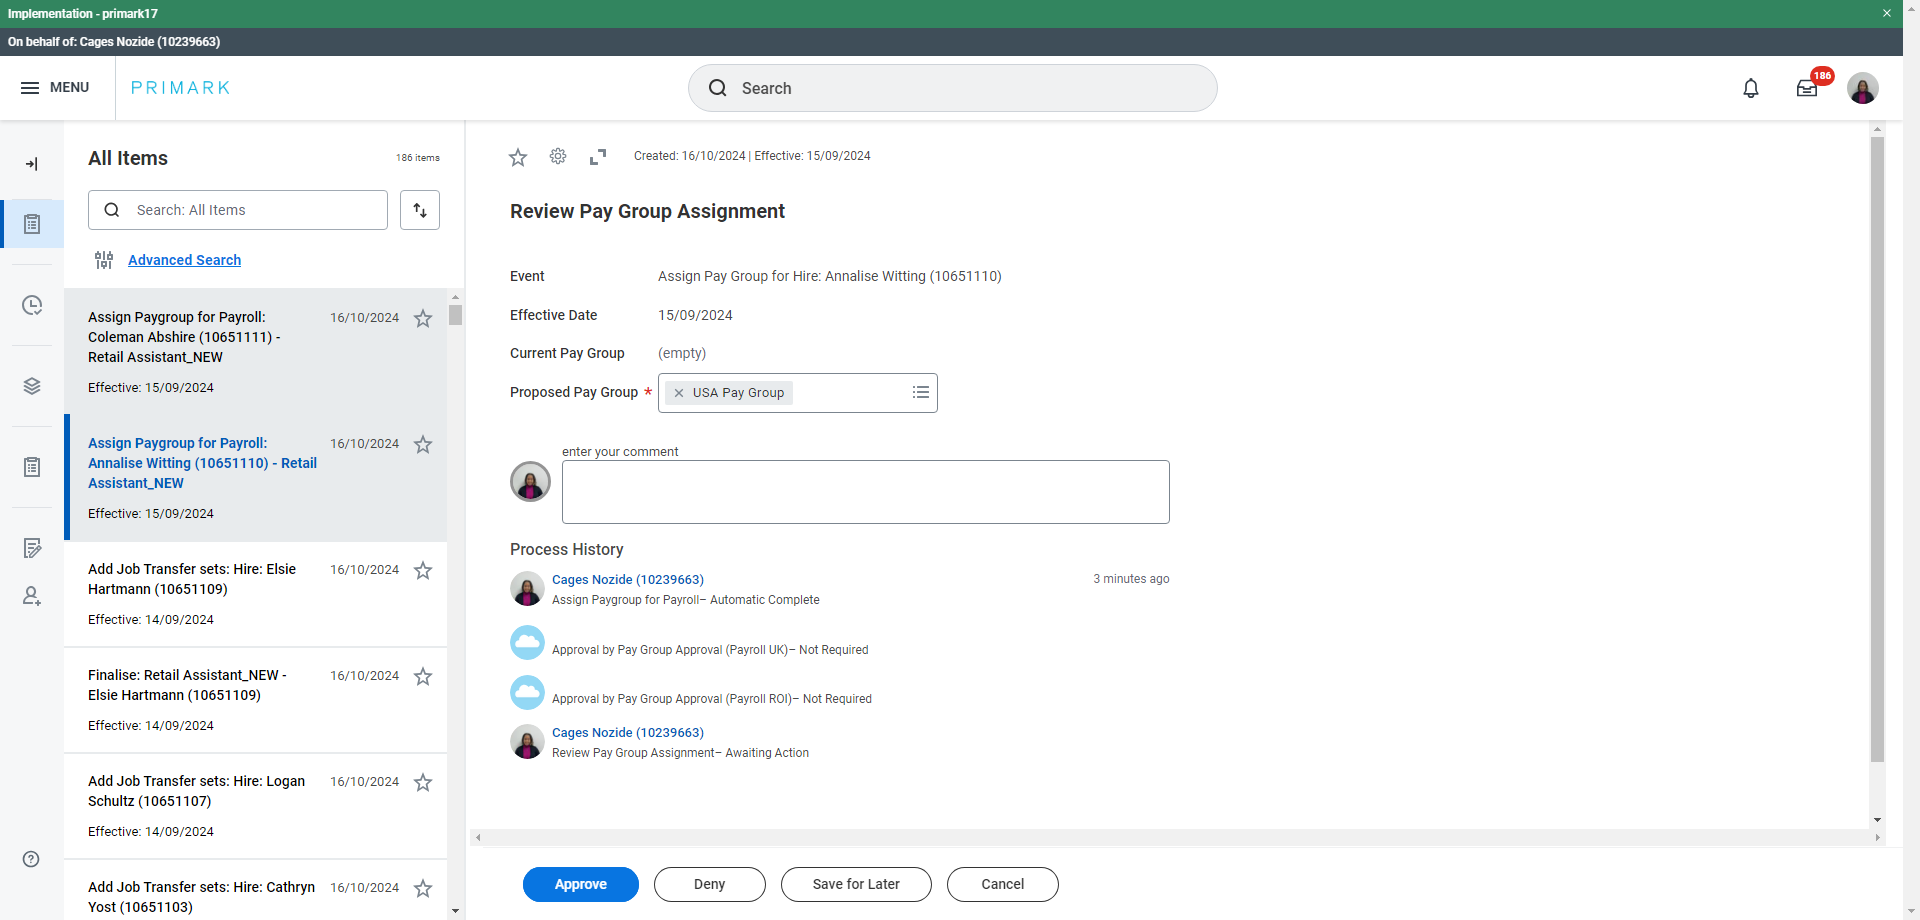 Implementation - primark17
On behalf of: Cages Nozide (10239663)
MENU
PRIMARK
Search
186
All Items
186 items
Search: All Items
Advanced Search
Assign Paygroup for Payroll:
Coleman Abshire (10651111) -
Retail Assistant_NEW
16/10/2024
Effective: 15/09/2024
Assign Paygroup for Payroll:
Annalise Witting (10651110) - Retail
Assistant_NEW
16/10/2024
Effective: 15/09/2024
Add Job Transfer sets: Hire: Elsie
Hartmann (10651109)
16/10/2024
Effective: 14/09/2024
Finalise: Retail Assistant_NEW -
Elsie Hartmann (10651109)
16/10/2024
Effective: 14/09/2024
Add Job Transfer sets: Hire: Logan
Schultz (10651107)
16/10/2024
Effective: 14/09/2024
Add Job Transfer sets: Hire: Cathryn
Yost (10651103)
16/10/2024
Created: 16/10/2024 | Effective: 15/09/2024
Review Pay Group Assignment
Event Assign Pay Group for Hire: Annalise Witting (10651110)
Effective Date 15/09/2024
Current Pay Group (empty)
Proposed Pay Group * USA Pay Group
enter your comment
Process History
Cages Nozide (10239663) 3 minutes ago
Assign Paygroup for Payroll– Automatic Complete
Approval by Pay Group Approval (Payroll UK)– Not Required
Approval by Pay Group Approval (Payroll ROI)– Not Required
Cages Nozide (10239663)
Review Pay Group Assignment– Awaiting Action
Approve Deny Save for Later Cancel